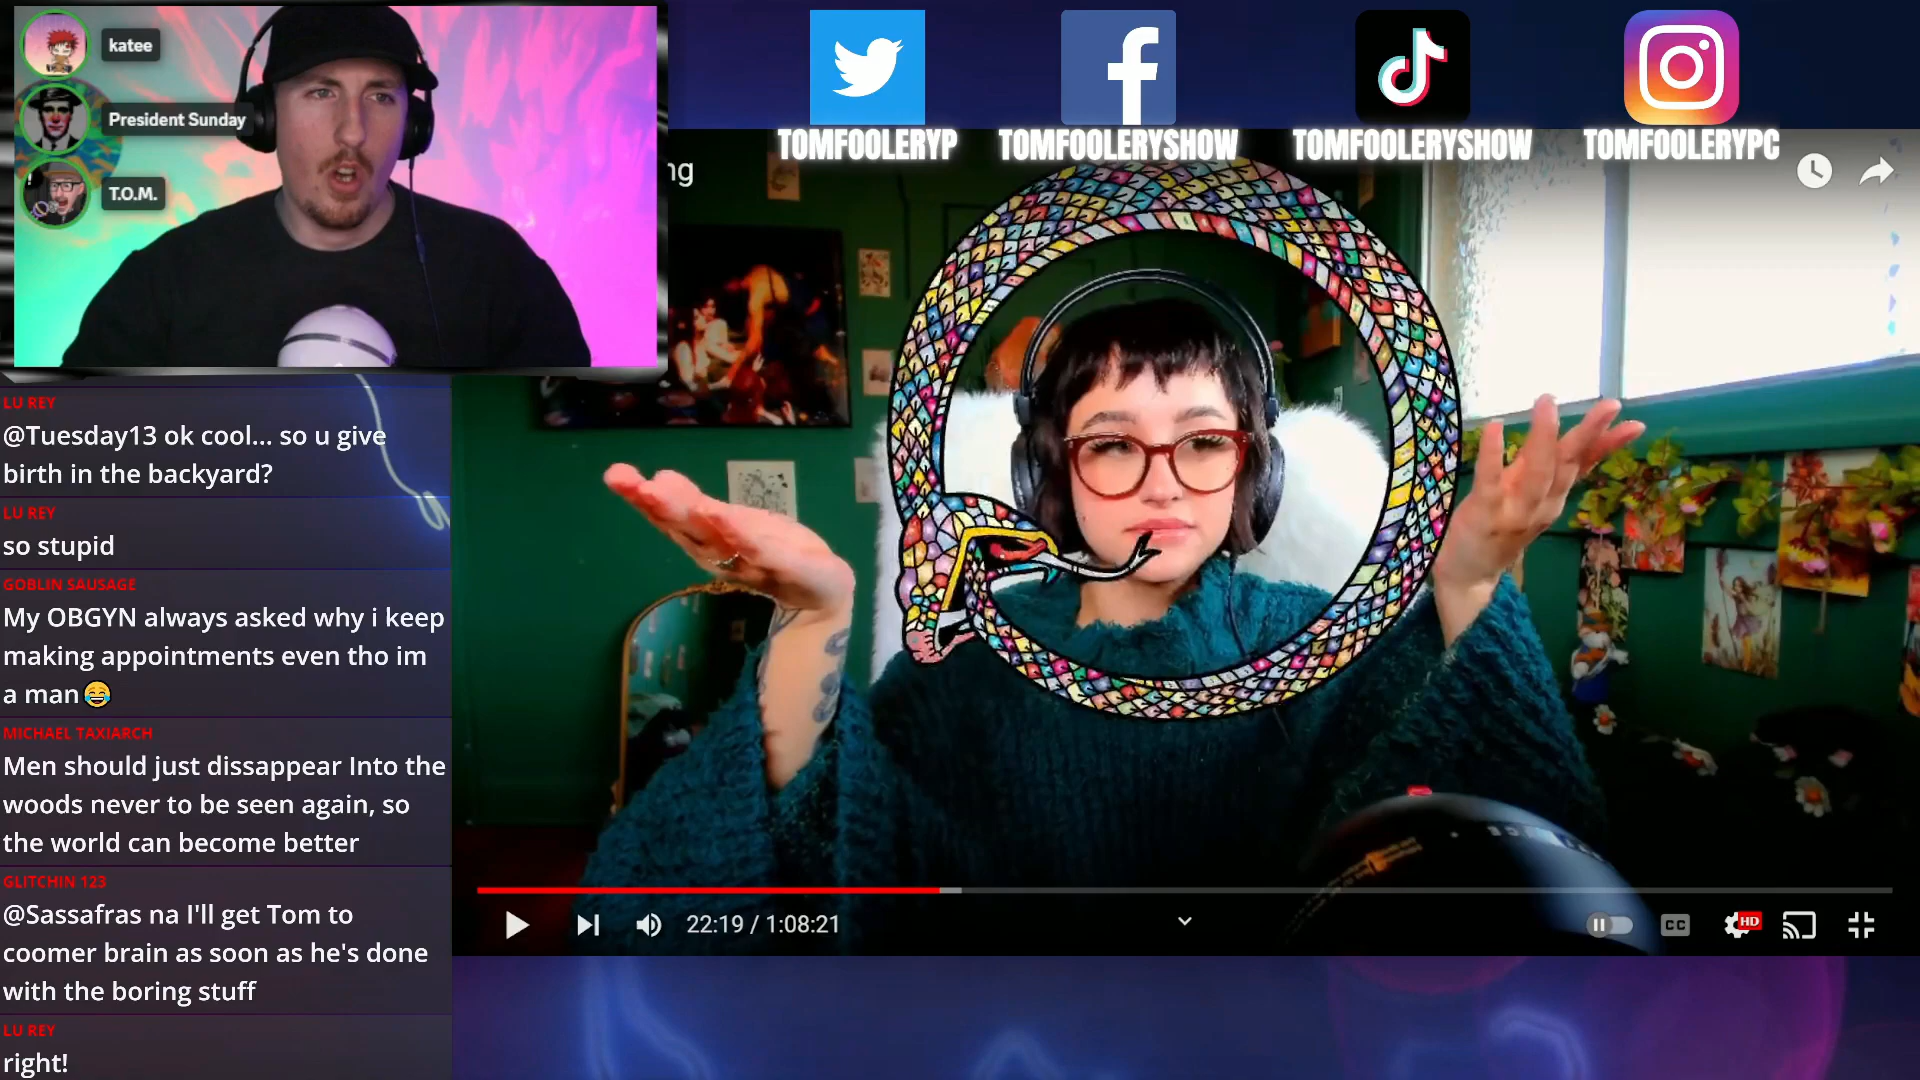 katee
President Sunday
T.O.M.
TOMFOOLERYP
TOMFOOLERYSHOW
TOMFOOLERYSHOW
TOMFOOLERYPC
ng
LU REY
@Tuesday13 ok cool... so u give
birth in the backyard?
LU REY
so stupid
GOBLIN SAUSAGE
My OBGYN always asked why i keep
making appointments even tho im
a man😂
MICHAEL TAXIARCH
Men should just dissappear Into the
woods never to be seen again, so
the world can become better
GLITCHIN 123
@Sassafras na I'll get Tom to
coomer brain as soon as he's done
with the boring stuff
LU REY
right!
22:19 / 1:08:21
CC
HD